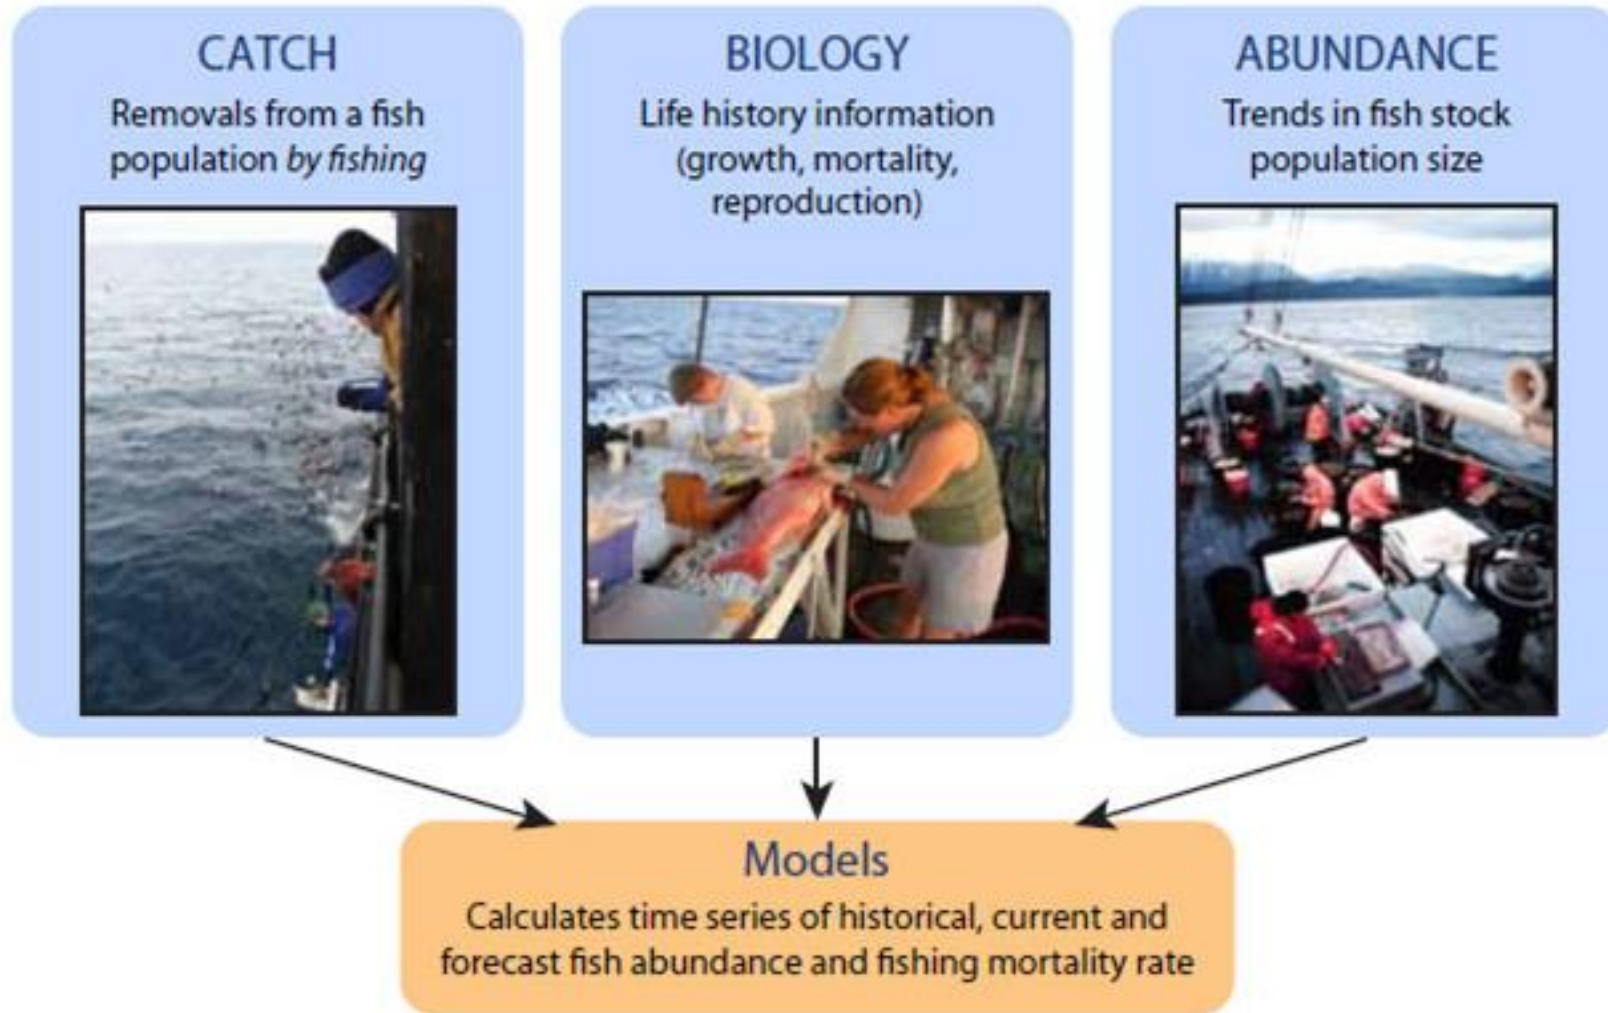 CATCH
Removals from a fish
population by fishing
BIOLOGY
Life history information
(growth, mortality,
reproduction)
ABUNDANCE
Trends in fish stock
population size
Models
Calculates time series of historical, current and
forecast fish abundance and fishing mortality rate